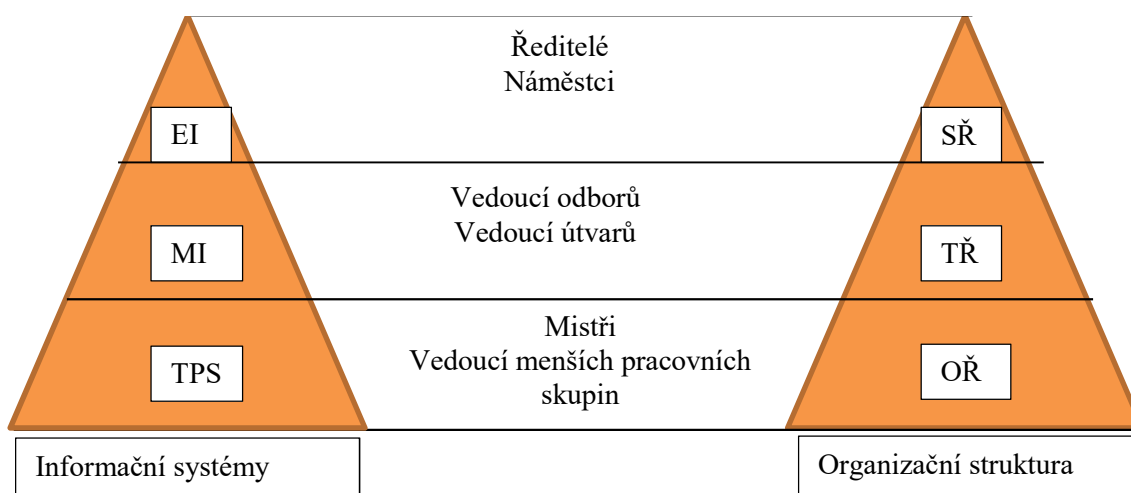 Ředitelé
Náměstci
EI
SŘ
Vedoucí odborů
Vedoucí útvarů
MI
TŘ
Mistři
Vedoucí menších pracovních
skupin
TPS
OŘ
Informační systémy
Organizační struktura